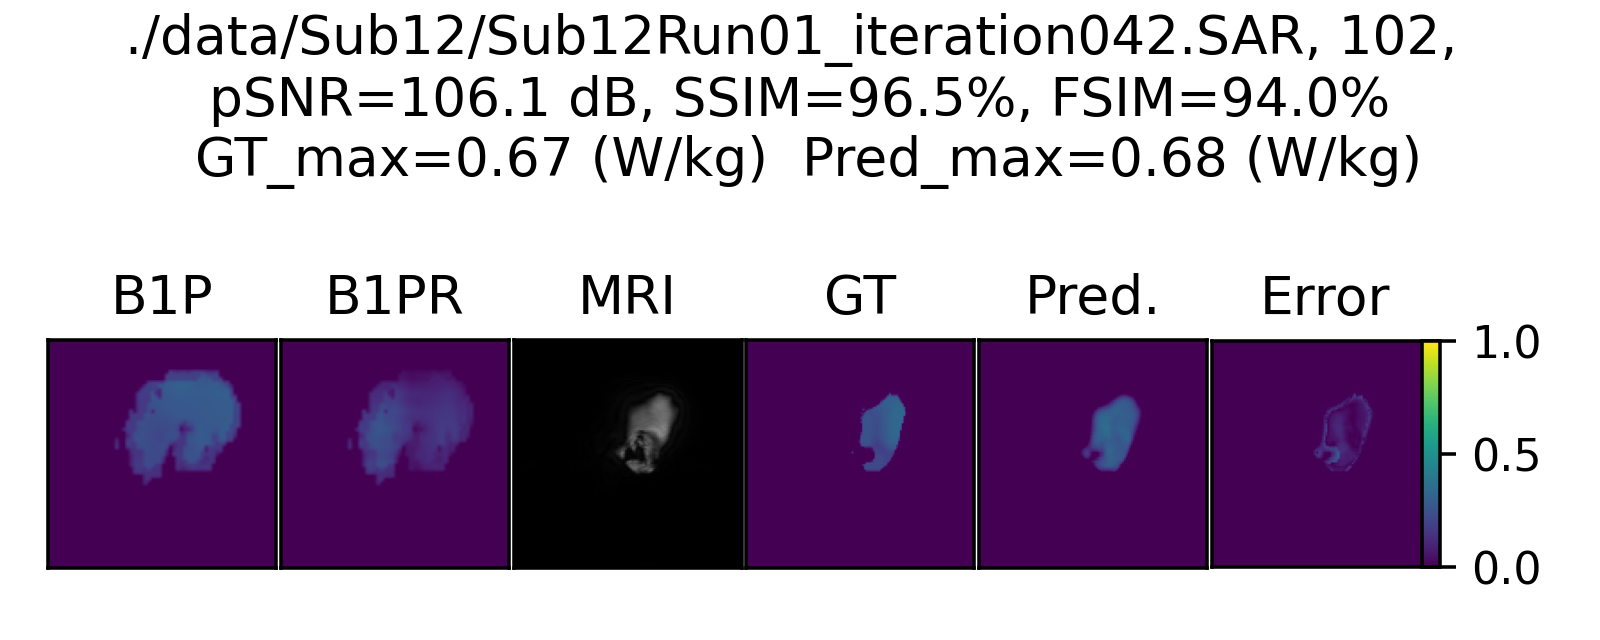 ./data/Sub12/Sub12Run01_iteration042.SAR, 102,
pSNR=106.1 dB, SSIM=96.5%, FSIM=94.0%
GT_max=0.67 (W/kg)  Pred_max=0.68 (W/kg)
B1P B1PR MRI GT Pred. Error
1.0
0.5
0.0